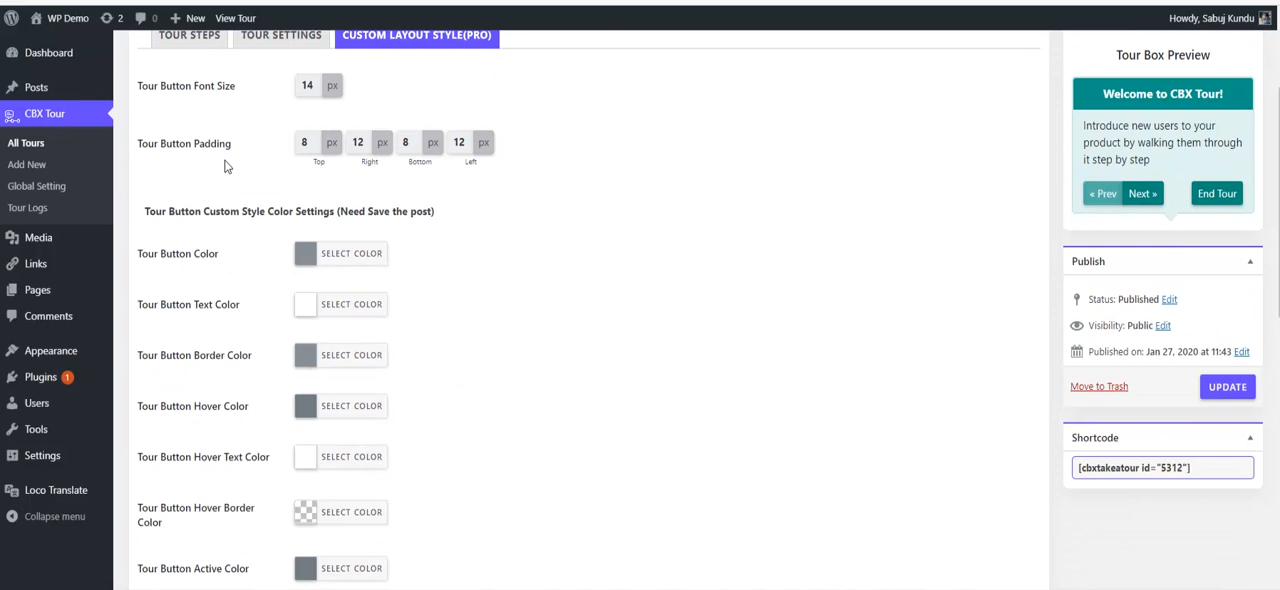 WP Demo 2 0 New View Tour Howdy, Sabuj Kundu
Dashboard
Posts
CBX Tour
All Tours
Add New
Global Setting
Tour Logs
Media
Links
Pages
Comments
Appearance
Plugins 1
Users
Tools
Settings
Loco Translate
Collapse menu
TOUR STEPS TOUR SETTINGS CUSTOM LAYOUT STYLE(PRO)
Tour Button Font Size 14 px
Tour Button Padding 8 px 12 px 8 px 12 px
Top Right Bottom Left
Tour Button Custom Style Color Settings (Need Save the post)
Tour Button Color SELECT COLOR
Tour Button Text Color SELECT COLOR
Tour Button Border Color SELECT COLOR
Tour Button Hover Color SELECT COLOR
Tour Button Hover Text Color SELECT COLOR
Tour Button Hover Border
Color SELECT COLOR
Tour Button Active Color SELECT COLOR
Tour Box Preview
Welcome to CBX Tour!
Introduce new users to your
product by walking them through
it step by step
« Prev Next » End Tour
Publish
Status: Published Edit
Visibility: Public Edit
Published on: Jan 27, 2020 at 11:43 Edit
Move to Trash UPDATE
Shortcode
[cbxtakeatour id="5312"]